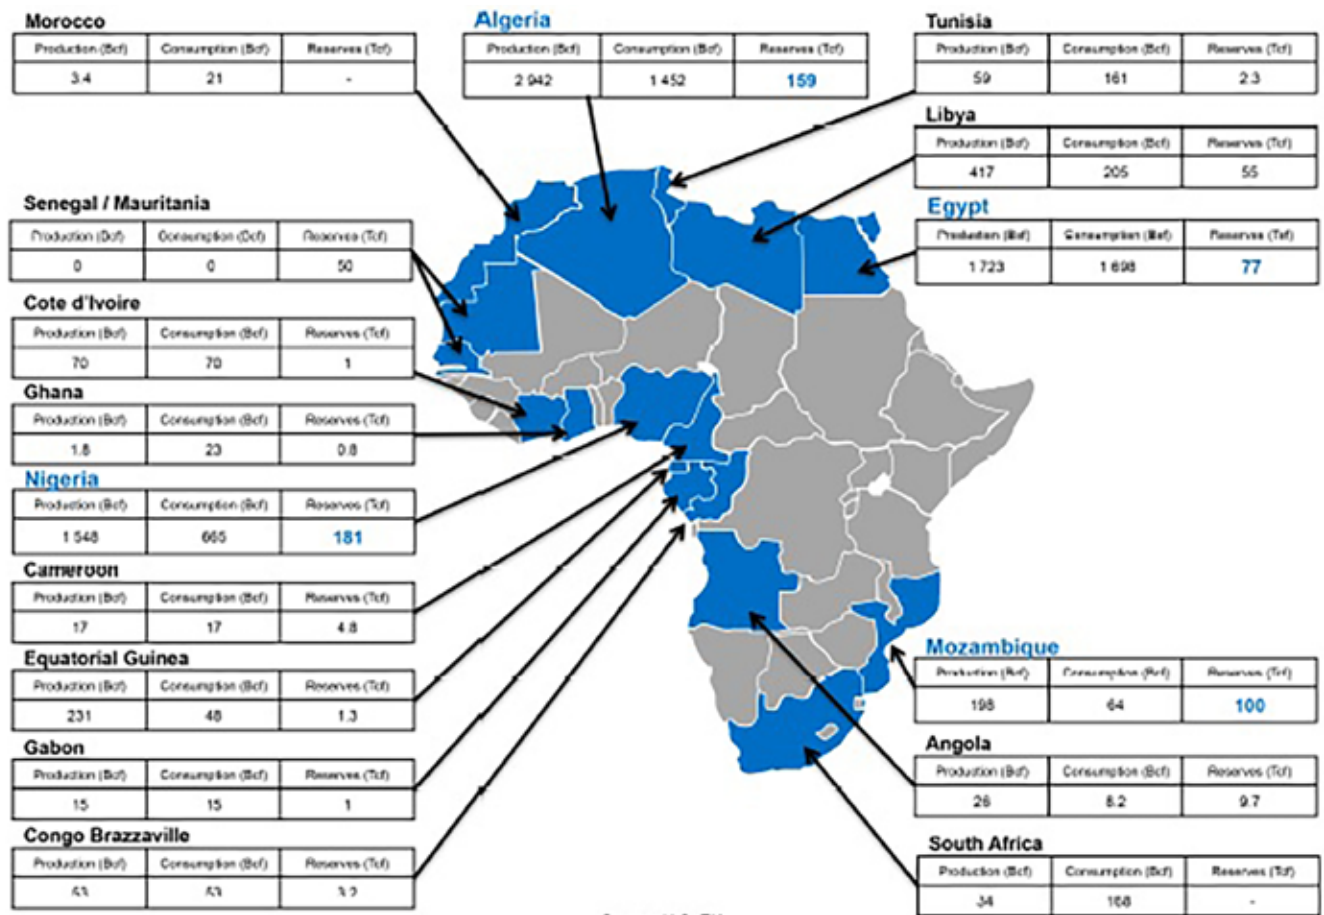 Morocco
Production (Bcf) Consumption (Bcf) Reserves (Tcf)
3.4 21 -
Algeria
Production (Bcf) Consumption (Bcf) Reserves (Tcf)
2 942 1 452 159
Tunisia
Production (Bcf) Consumption (Bcf) Reserves (Tcf)
59 161 2.3
Libya
Production (Bcf) Consumption (Bcf) Reserves (Tcf)
417 205 55
Egypt
Production (Bcf) Consumption (Bcf) Reserves (Tcf)
1 723 1 698 77
Senegal / Mauritania
Production (Bcf) Consumption (Bcf) Reserves (Tcf)
0 0 50
Cote d'Ivoire
Production (Bcf) Consumption (Bcf) Reserves (Tcf)
70 70 1
Ghana
Production (Bcf) Consumption (Bcf) Reserves (Tcf)
1.8 23 0.8
Nigeria
Production (Bcf) Consumption (Bcf) Reserves (Tcf)
1 548 665 181
Cameroon
Production (Bcf) Consumption (Bcf) Reserves (Tcf)
17 17 4.8
Equatorial Guinea
Production (Bcf) Consumption (Bcf) Reserves (Tcf)
231 48 1.3
Gabon
Production (Bcf) Consumption (Bcf) Reserves (Tcf)
15 15 1
Congo Brazzaville
Production (Bcf) Consumption (Bcf) Reserves (Tcf)
3.2
Mozambique
Production (Bcf) Consumption (Bcf) Reserves (Tcf)
198 64 100
Angola
Production (Bcf) Consumption (Bcf) Reserves (Tcf)
26 8.2 9.7
South Africa
Production (Bcf) Consumption (Bcf) Reserves (Tcf)
34 168 -